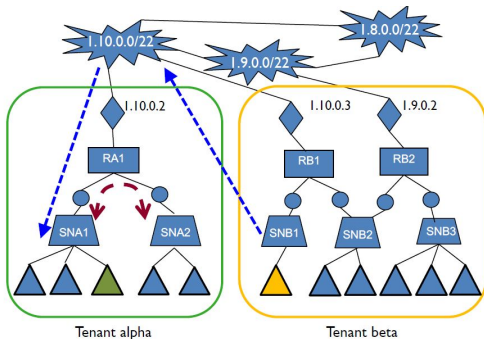 1.8.0.0/22
1.10.0.0/22
1.9.0.0/22
1.10.0.2
1.10.0.3
1.9.0.2
RA1
RB1
RB2
SNA1
SNA2
SNB1
SNB2
SNB3
Tenant alpha
Tenant beta